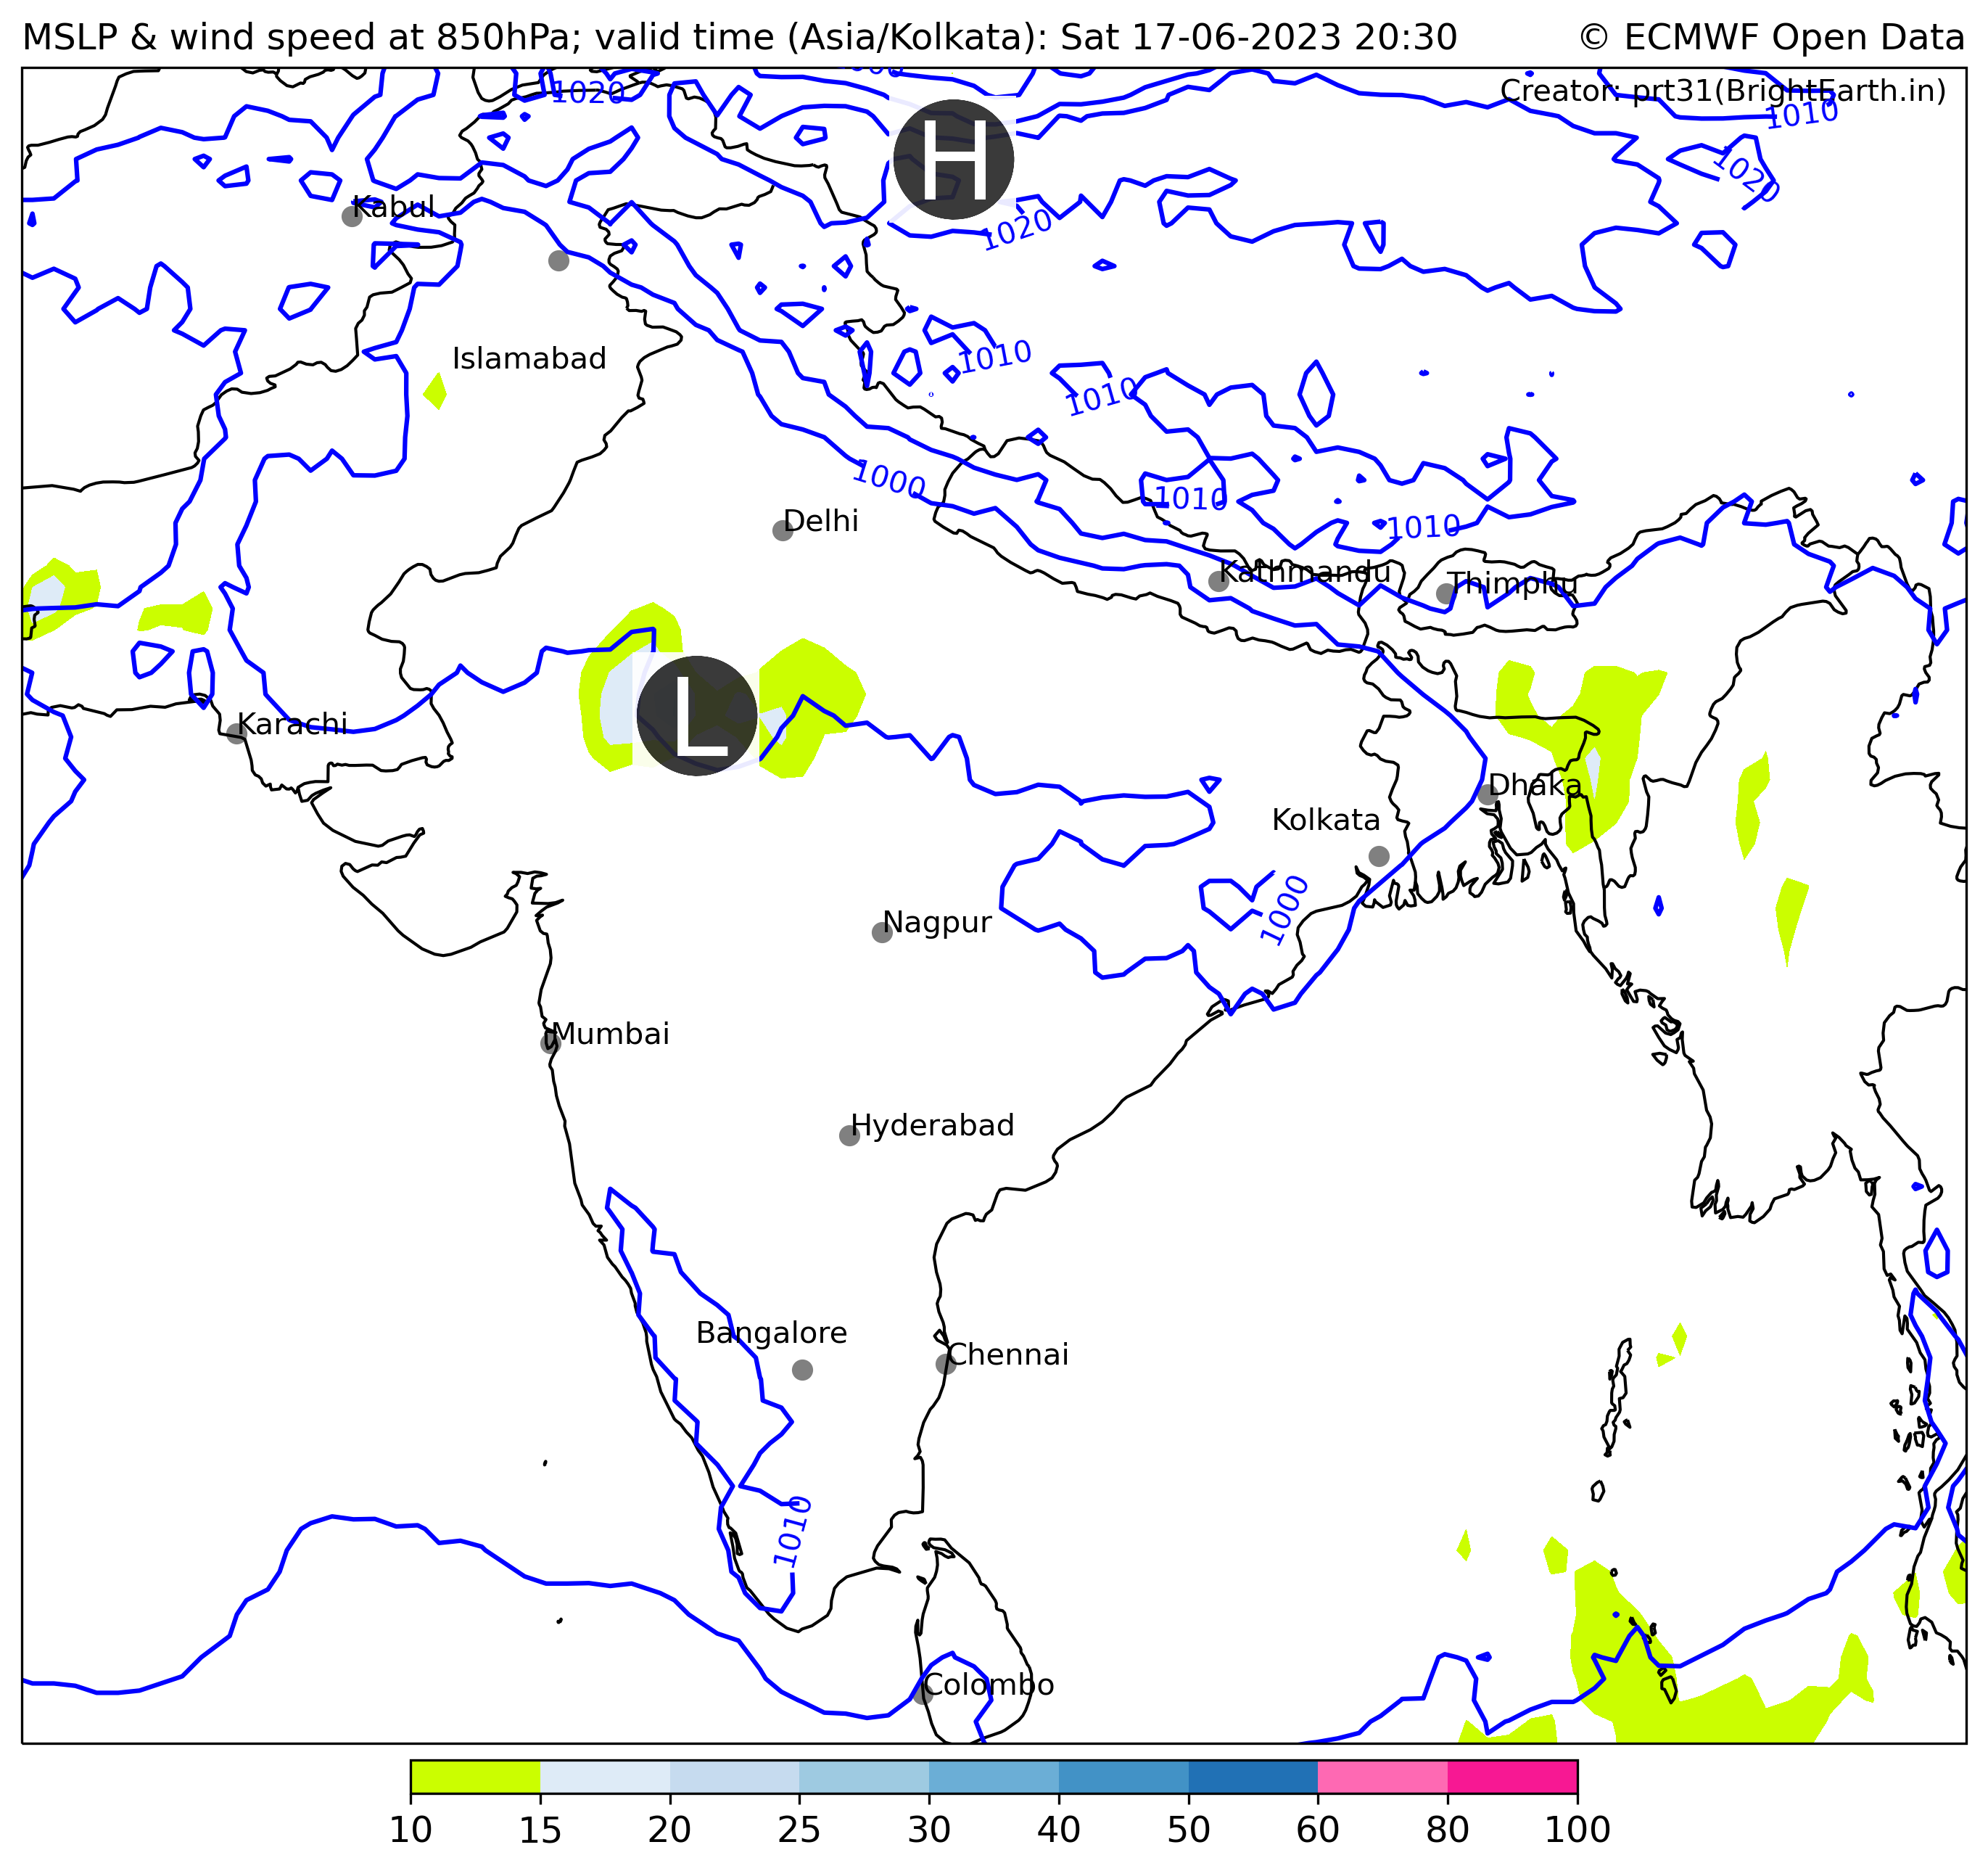 MSLP & wind speed at 850hPa; valid time (Asia/Kolkata): Sat 17-06-2023 20:30 © ECMWF Open Data
Creator: prt31(BrightEarth.in)
1020
H
1010
1020
Kabul
1020
Islamabad
1010
1010
1000
1010
Delhi
1010
Kathmandu
Thimphu
L
Karachi
Dhaka
Kolkata
Nagpur
1000
Mumbai
Hyderabad
Bangalore
Chennai
1010
Colombo
10 15 20 25 30 40 50 60 80 100